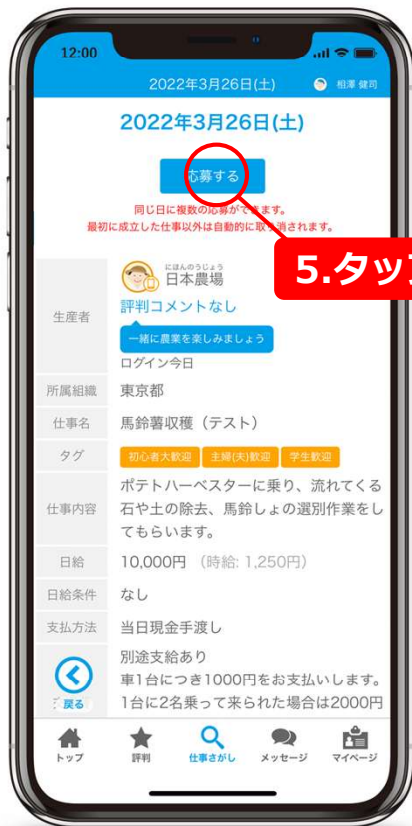 12:00
2022年3月26日(土) 相澤 健司
2022年3月26日(土)
応募する
同じ日に複数の応募ができます。
最初に成立した仕事以外は自動的に取り消されます。
5.タップ
生産者
にほんのうじょう
日本農場
評判コメントなし
一緒に農業を楽しみましょう
ログイン今日
所属組織 東京都
仕事名 馬鈴薯収穫（テスト）
タグ 初心者大歓迎 主婦(夫)歓迎 学生歓迎
仕事内容
ポテトハーベスターに乗り、流れてくる
石や土の除去、馬鈴しょの選別作業をし
てもらいます。
日給 10,000円 （時給: 1,250円）
日給条件 なし
支払方法 当日現金手渡し
別途支給あり
車1台につき1000円をお支払いします。
1台に2名乗って来られた場合は2000円
戻る
トップ 評判 仕事さがし メッセージ マイページ